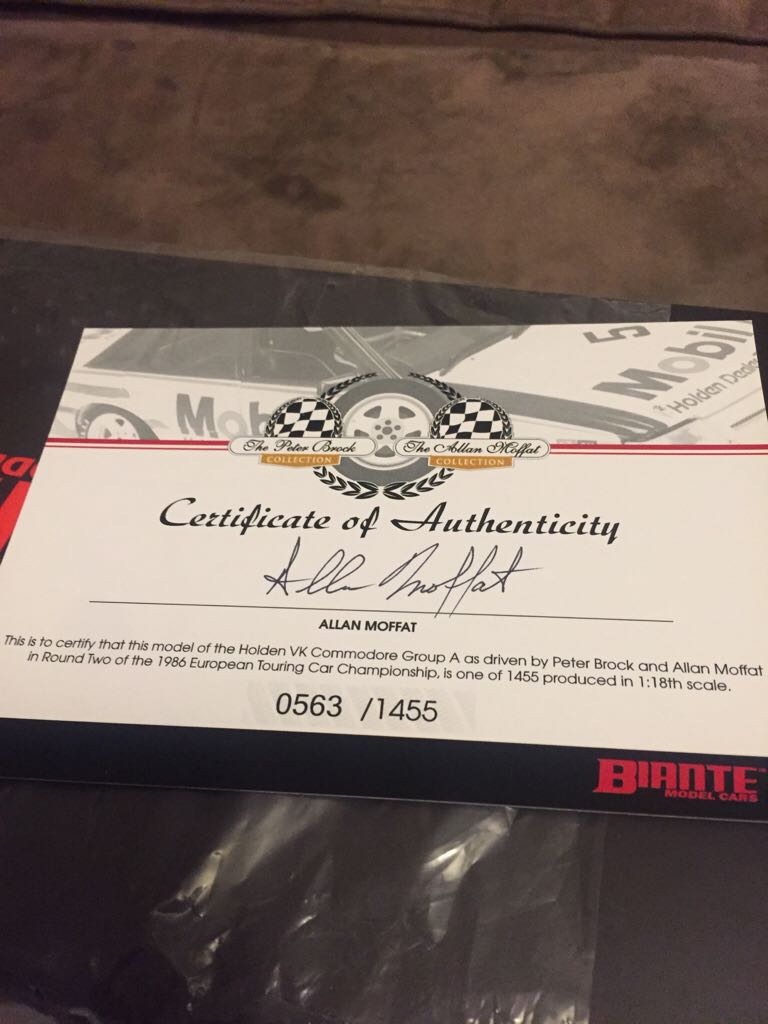 5
Mobil
Holden Deale
Mob
The Peter Brock
COLLECTION
The Allan Moffat
COLLECTION
Certificate of Authenticity
Allan Moffat
ALLAN MOFFAT
This is to certify that this model of the Holden VK Commodore Group A as driven by Peter Brock and Allan Moffat
in Round Two of the 1986 European Touring Car Championship, is one of 1455 produced in 1:18th scale.
0563 /1455
BIANTE
MODEL CARS